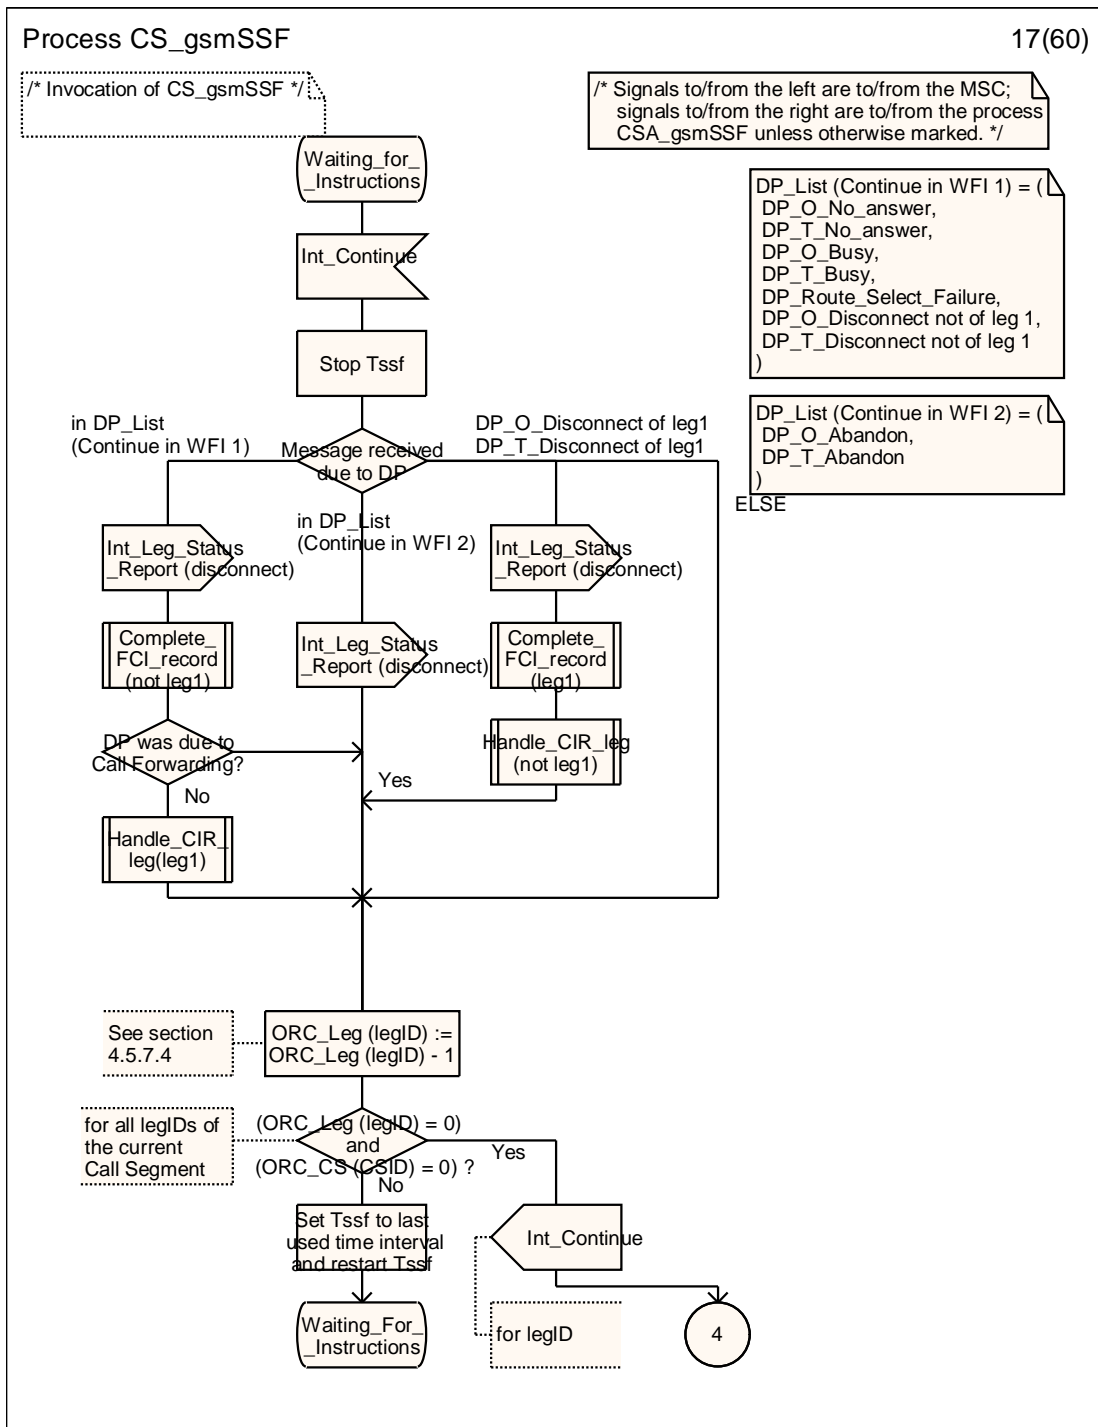 Process CS_gsmSSF
17(60)
/* Invocation of CS_gsmSSF */
/* Signals to/from the left are to/from the MSC;
signals to/from the right are to/from the process
CSA_gsmSSF unless otherwise marked. */
Waiting_for_
_Instructions
DP_List (Continue in WFI 1) = (
DP_O_No_answer,
DP_T_No_answer,
DP_O_Busy,
DP_T_Busy,
DP_Route_Select_Failure,
DP_O_Disconnect not of leg 1,
DP_T_Disconnect not of leg 1
)
Int_Continue
Stop Tssf
DP_List (Continue in WFI 2) = (
DP_O_Abandon,
DP_T_Abandon
)
in DP_List
(Continue in WFI 1)
Message received
due to DP
DP_O_Disconnect of leg1
DP_T_Disconnect of leg1
ELSE
in DP_List
(Continue in WFI 2)
Int_Leg_Status
_Report (disconnect)
Int_Leg_Status
_Report (disconnect)
Complete_
FCI_record
(not leg1)
Int_Leg_Status
_Report (disconnect)
Complete_
FCI_record
(leg1)
DP was due to
Call Forwarding?
Handle_CIR_leg
(not leg1)
Yes
No
Handle_CIR_
leg(leg1)
See section
4.5.7.4
ORC_Leg (legID) :=
ORC_Leg (legID) - 1
for all legIDs of
the current
Call Segment
(ORC_Leg (legID) = 0)
and
(ORC_CS (CSID) = 0) ?
Yes
No
Set Tssf to last
used time interval
and restart Tssf
Int_Continue
Waiting_For_
_Instructions
for legID
4